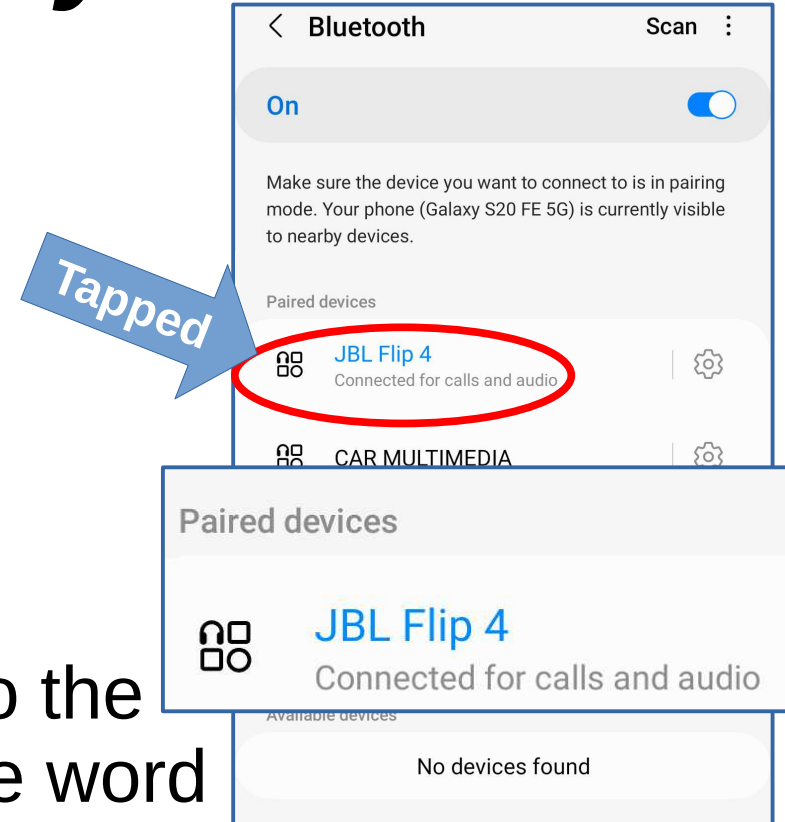 Bluetooth Scan
On
Make sure the device you want to connect to is in pairing
mode. Your phone (Galaxy S20 FE 5G) is currently visible
to nearby devices.
Tapped
Paired devices
JBL Flip 4
Connected for calls and audio
CAR MULTIMEDIA
Paired devices
JBL Flip 4
Connected for calls and audio
the
Available devices
word
No devices found